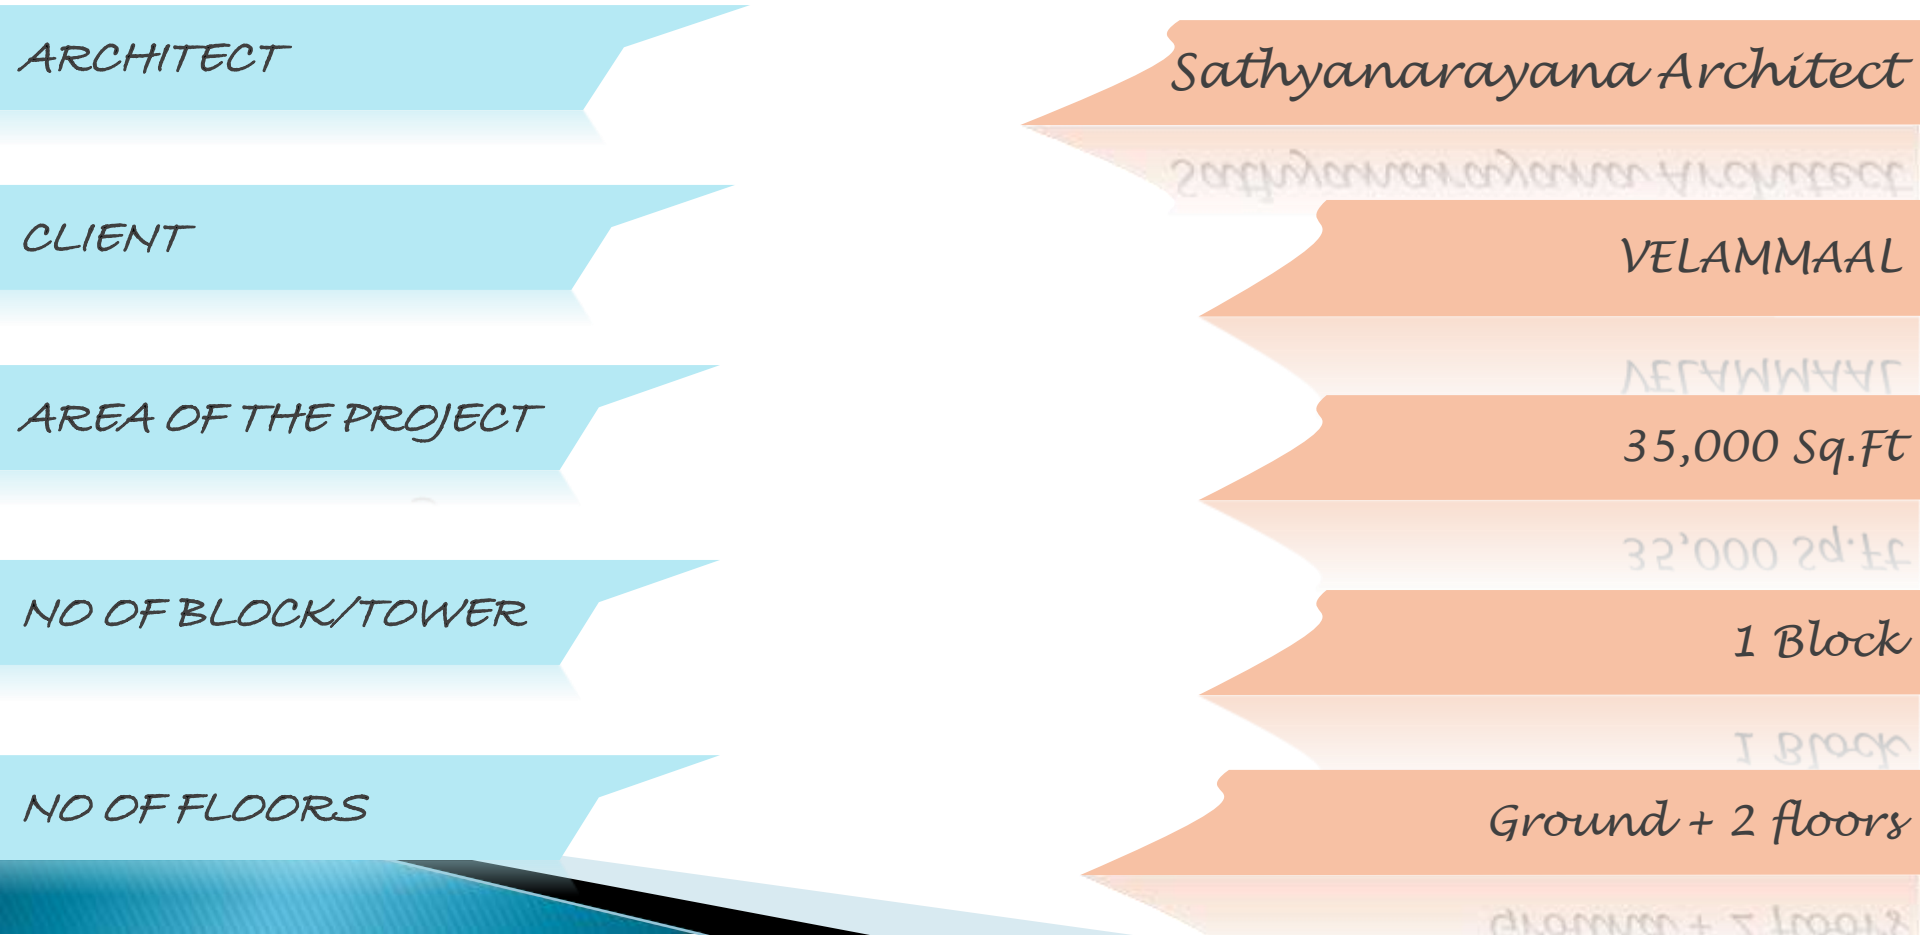 ARCHITECT
Sathyanarayana Architect
CLIENT
VELAMMAAL
AREA OF THE PROJECT
35,000 Sq.Ft
NO OF BLOCK/TOWER
1 Block
NO OF FLOORS
Ground + 2 floors